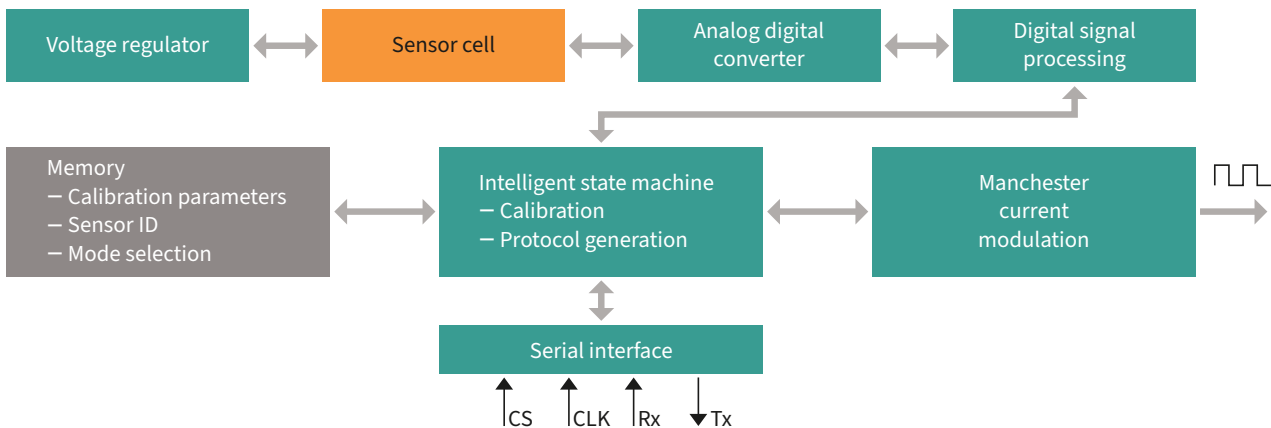 Voltage regulator
Sensor cell
Analog digital
converter
Digital signal
processing
Memory
– Calibration parameters
– Sensor ID
– Mode selection
Intelligent state machine
– Calibration
– Protocol generation
Manchester
current
modulation
Serial interface
CS
CLK
Rx
Tx